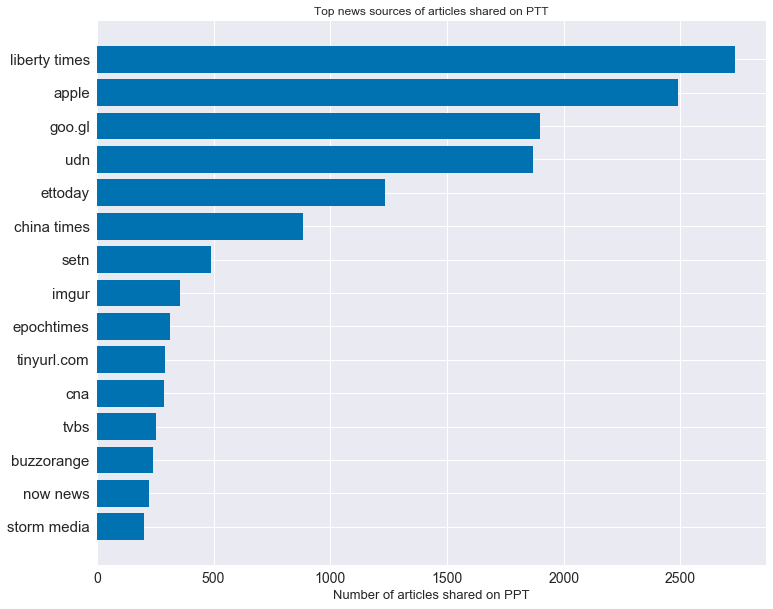 Top news sources of articles shared on PTT
liberty times
apple
goo.gl
udn
ettoday
china times
setn
imgur
epochtimes
tinyurl.com
cna
tvbs
buzzorange
now news
storm media
0 500 1000 1500 2000 2500
Number of articles shared on PPT